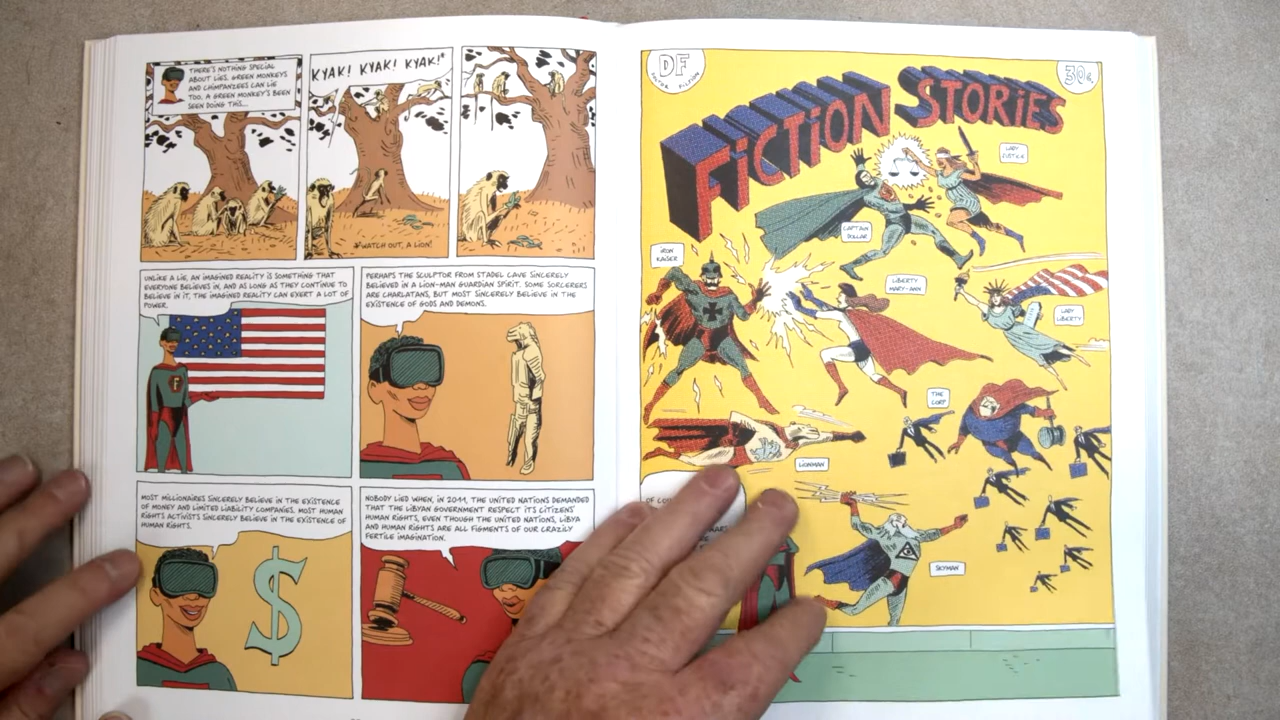 THERE'S NOTHING SPECIAL
ABOUT LIES. GREEN MONKEYS
AND CHIMPANZEES CAN LIE
TOO. A GREEN MONKEY'S BEEN
SEEN DOING THIS...
KYAK! KYAK! KYAK!*
*WATCH OUT, A LION!
UNLIKE A LIE, AN IMAGINED REALITY IS SOMETHING THAT
EVERYONE BELIEVES IN, AND AS LONG AS THEY CONTINUE TO
BELIEVE IN IT, THE IMAGINED REALITY CAN EXERT A LOT OF
POWER.
F
PERHAPS THE SCULPTOR FROM STADEL CAVE SINCERELY
BELIEVED IN A LION-MAN GUARDIAN SPIRIT. SOME SORCERERS
ARE CHARLATANS, BUT MOST SINCERELY BELIEVE IN THE
EXISTENCE OF GODS AND DEMONS.
MOST MILLIONAIRES SINCERELY BELIEVE IN THE EXISTENCE
OF MONEY AND LIMITED LIABILITY COMPANIES. MOST HUMAN
RIGHTS ACTIVISTS SINCERELY BELIEVE IN THE EXISTENCE OF
HUMAN RIGHTS.
$
NOBODY LIED WHEN, IN 2011, THE UNITED NATIONS DEMANDED
THAT THE LIBYAN GOVERNMENT RESPECT ITS CITIZENS'
HUMAN RIGHTS, EVEN THOUGH THE UNITED NATIONS, LIBYA
AND HUMAN RIGHTS ARE ALL FIGMENTS OF OUR CRAZILY
FERTILE IMAGINATION.
DF
DOCTOR FICTION
30c
FICTION STORIES
LADY
JUSTICE
CAPTAIN
DOLLAR
IRON
KAISER
LIBERTY
MARY-ANN
LADY
LIBERTY
THE
CORP
LIONMAN
SKYMAN
OF COU